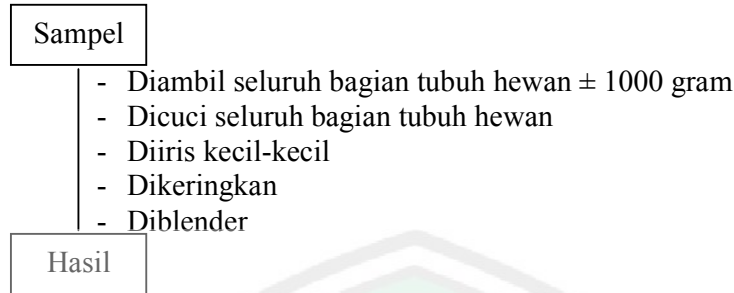 Sampel
- Diambil seluruh bagian tubuh hewan ± 1000 gram
- Dicuci seluruh bagian tubuh hewan
- Diiris kecil-kecil
- Dikeringkan
- Diblender
Hasil